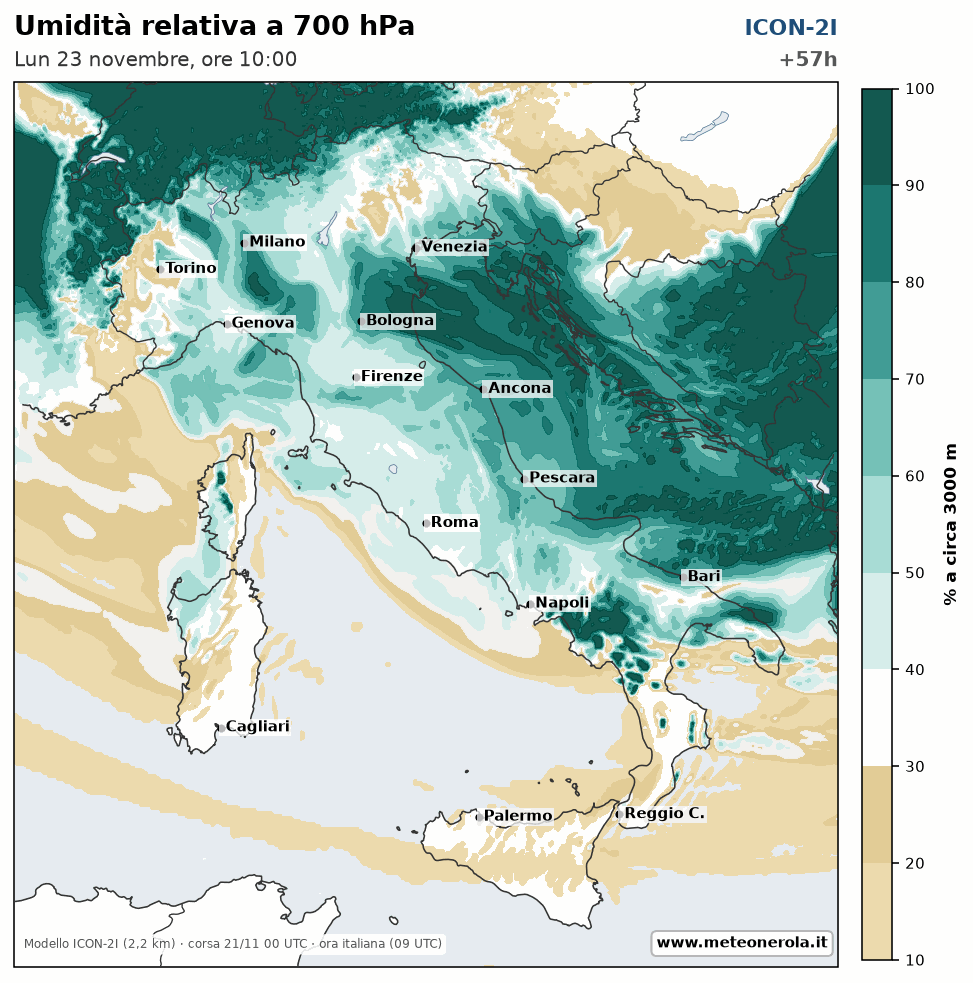 Umidità relativa a 700 hPa
ICON-2I
Lun 23 novembre, ore 10:00
+57h
Milano
Venezia
Torino
Bologna
Genova
Firenze
Ancona
Pescara
Roma
Bari
Napoli
Cagliari
Palermo
Reggio C.
Modello ICON-2I (2,2 km) · corsa 21/11 00 UTC · ora italiana (09 UTC)
www.meteonerola.it
100
90
80
70
60
50
40
30
20
10
% a circa 3000 m